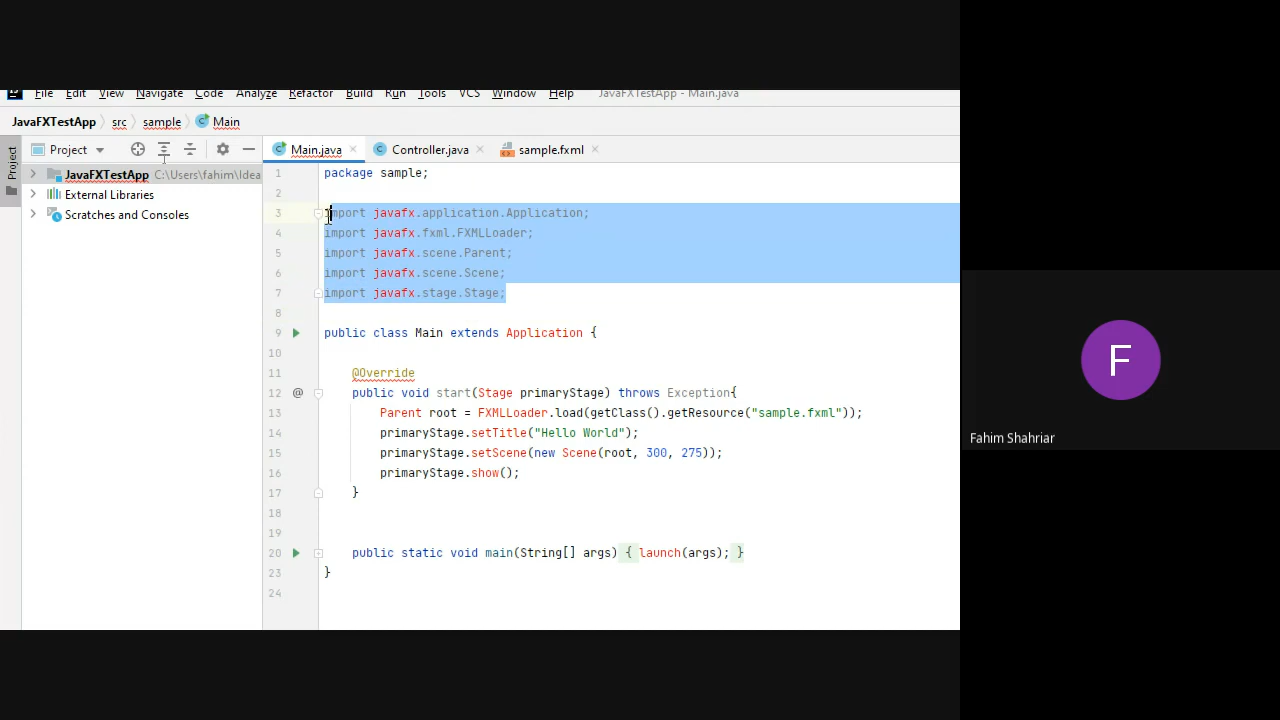 File Edit View Navigate Code Analyze Refactor Build Run Tools VCS Window Help JavaFXTestApp - Main.java
JavaFXTestApp src sample Main
Project
Project
Main.java Controller.java sample.fxml
JavaFXTestApp C:\Users\fahim\Idea
External Libraries
Scratches and Consoles
1 package sample;
2
3 import javafx.application.Application;
4 import javafx.fxml.FXMLLoader;
5 import javafx.scene.Parent;
6 import javafx.scene.Scene;
7 import javafx.stage.Stage;
8
9 public class Main extends Application {
10
11 @Override
12 @ public void start(Stage primaryStage) throws Exception{
13 Parent root = FXMLLoader.load(getClass().getResource("sample.fxml"));
14 primaryStage.setTitle("Hello World");
15 primaryStage.setScene(new Scene(root, 300, 275));
16 primaryStage.show();
17 }
18
19
20 public static void main(String[] args) { launch(args); }
23 }
24
F
Fahim Shahriar